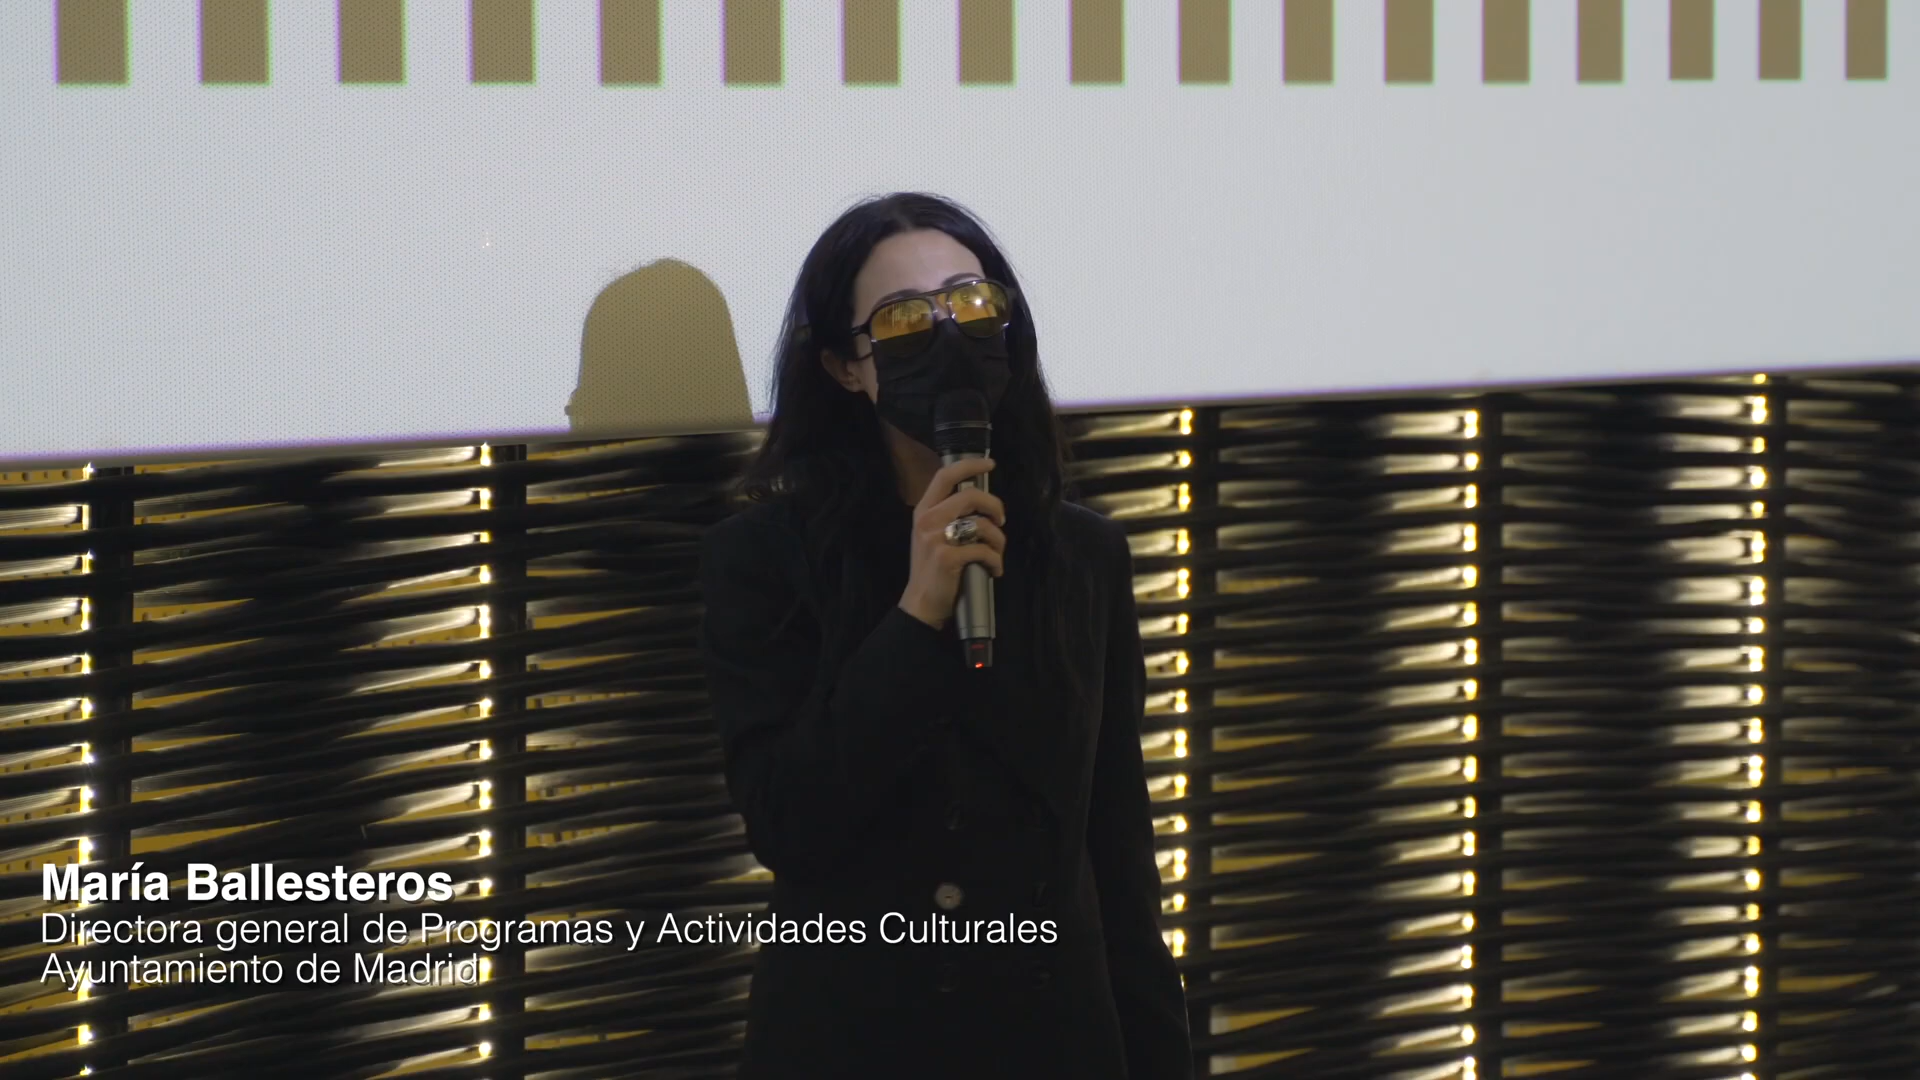 María Ballesteros
Directora general de Programas y Actividades Culturales
Ayuntamiento de Madrid